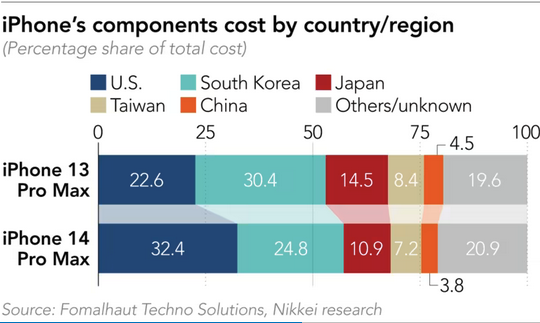 iPhone's components cost by country/region
(Percentage share of total cost)
U.S. South Korea Japan
Taiwan China Others/unknown
0 25 50 75 100
4.5
iPhone 13
Pro Max
22.6 30.4 14.5 8.4 19.6
iPhone 14
Pro Max
32.4 24.8 10.9 7.2 20.9
3.8
Source: Fomalhaut Techno Solutions, Nikkei research